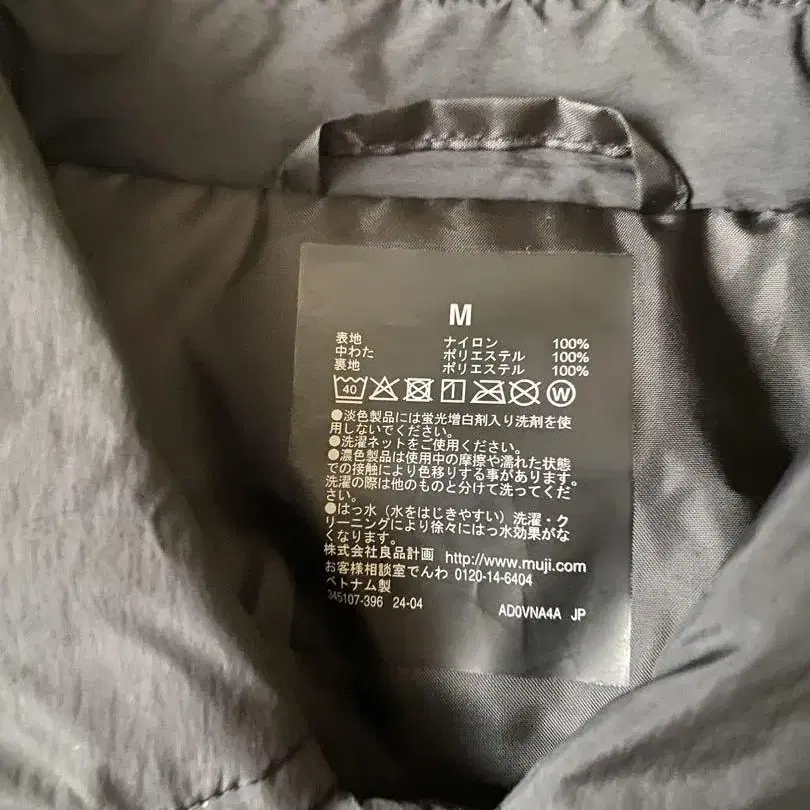 M
表地 ナイロン 100%
中わた ポリエステル 100%
裏地 ポリエステル 100%
40 W
●淡色製品には蛍光増白剤入り洗剤を使
用しないでください。
●洗濯ネットをご使用ください。
●濃色製品は使用中の摩擦や濡れた状態
での接触により色移りする事があります。
洗濯の際は他のものと分けて洗ってくだ
さい。
●はっ水（水をはじきやすい）洗濯・ク
リーニングにより徐々にはっ水効果がな
くなります。
株式会社良品計画 http://www.muji.com
お客様相談室でんわ 0120-14-6404
ベトナム製
345107-396 24-04 AD0VNA4A JP